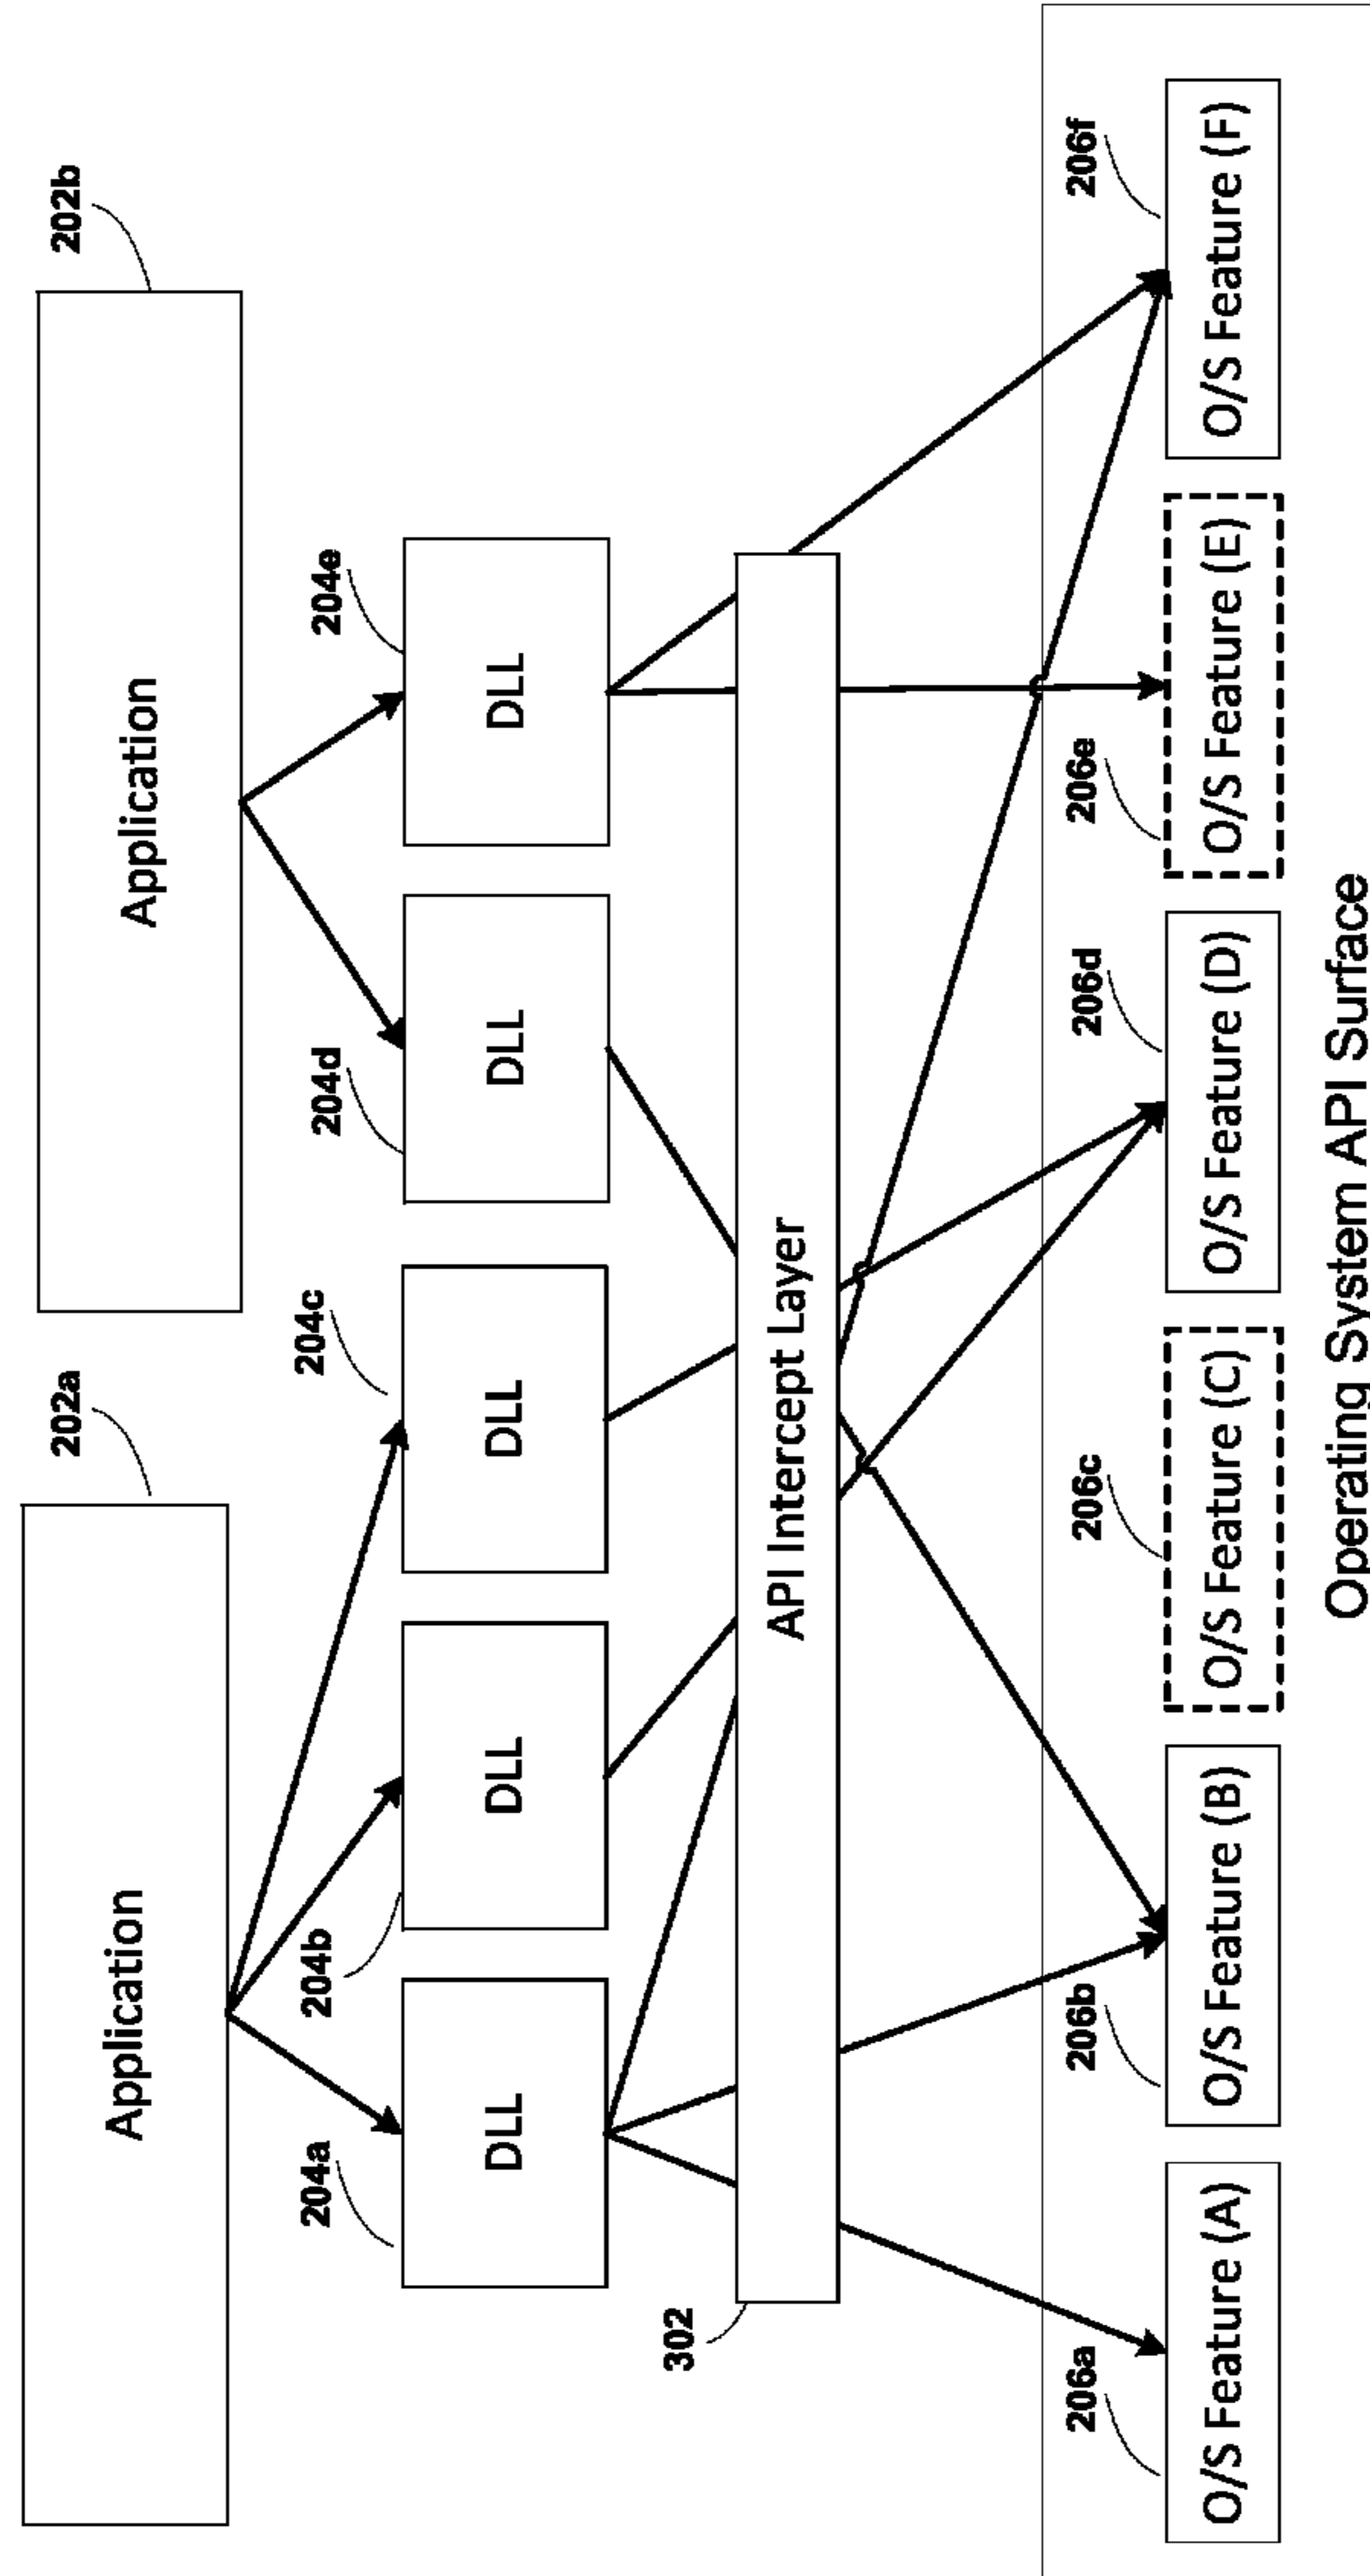 202a
202b
Application
Application
204a
204b
204c
204d
204e
DLL
DLL
DLL
DLL
DLL
302
API Intercept Layer
206a
206b
206c
206d
206e
206f
O/S Feature (A)
O/S Feature (B)
O/S Feature (C)
O/S Feature (D)
O/S Feature (E)
O/S Feature (F)
Operating System API Surface